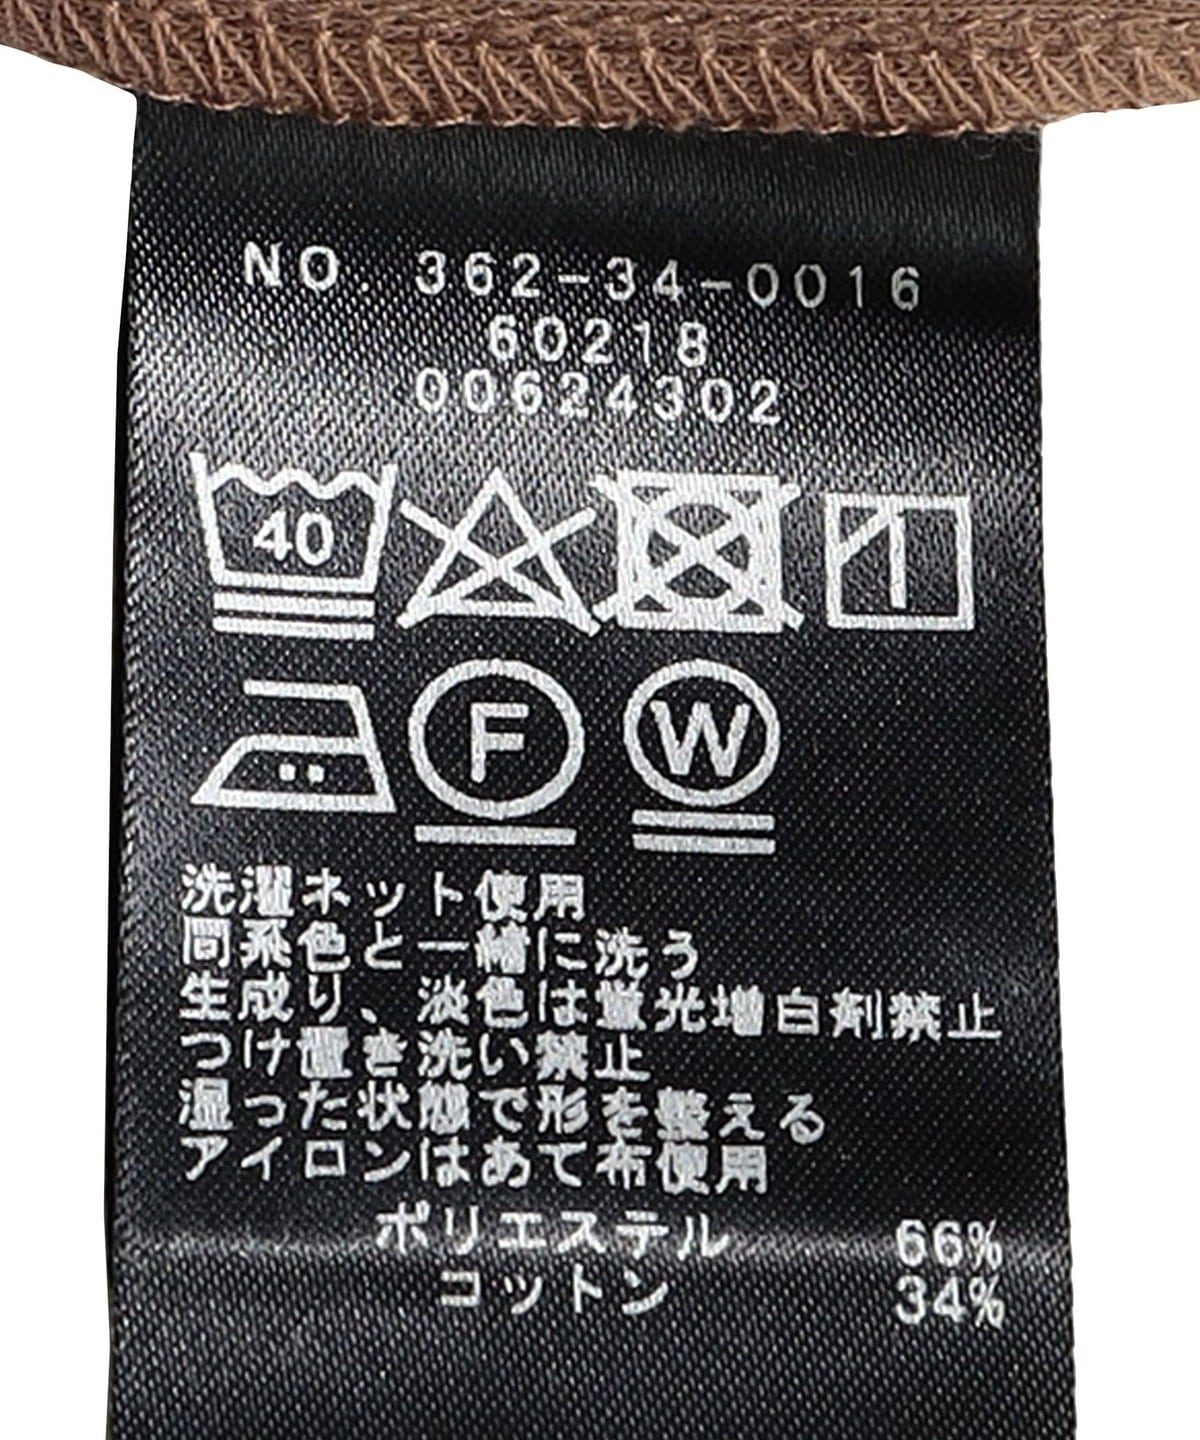 NO. 362-34-0016
60218
00624302
40
F W
洗濯ネット使用
同系色と一緒に洗う
生成り、淡色は蛍光増白剤禁止
つけ置き洗い禁止
湿った状態で形を整える
アイロンはあて布使用
ポリエステル 66%
コットン 34%